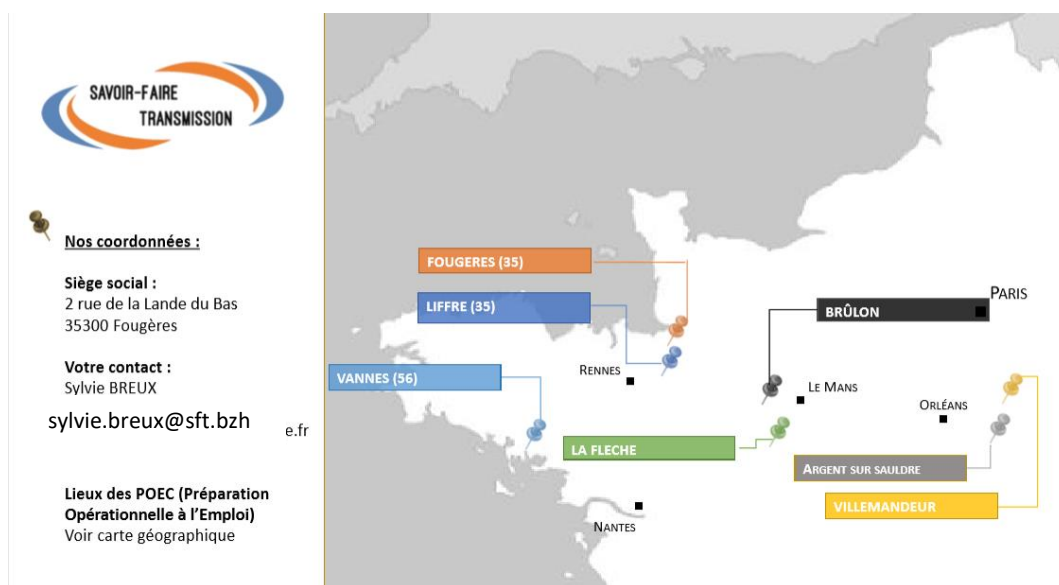 SAVOIR-FAIRE
TRANSMISSION
Nos coordonnées :
Siège social :
2 rue de la Lande du Bas
35300 Fougères
Votre contact :
Sylvie BREUX
sylvie.breux@sft.bzh
e.fr
Lieux des POEC (Préparation
Opérationnelle à l'Emploi)
Voir carte géographique
FOUGERES (35)
LIFFRE (35)
PARIS
BRÛLON
RENNES
VANNES (56)
LE MANS
ORLÉANS
LA FLECHE
ARGENT SUR SAULDRE
VILLEMANDEUR
NANTES